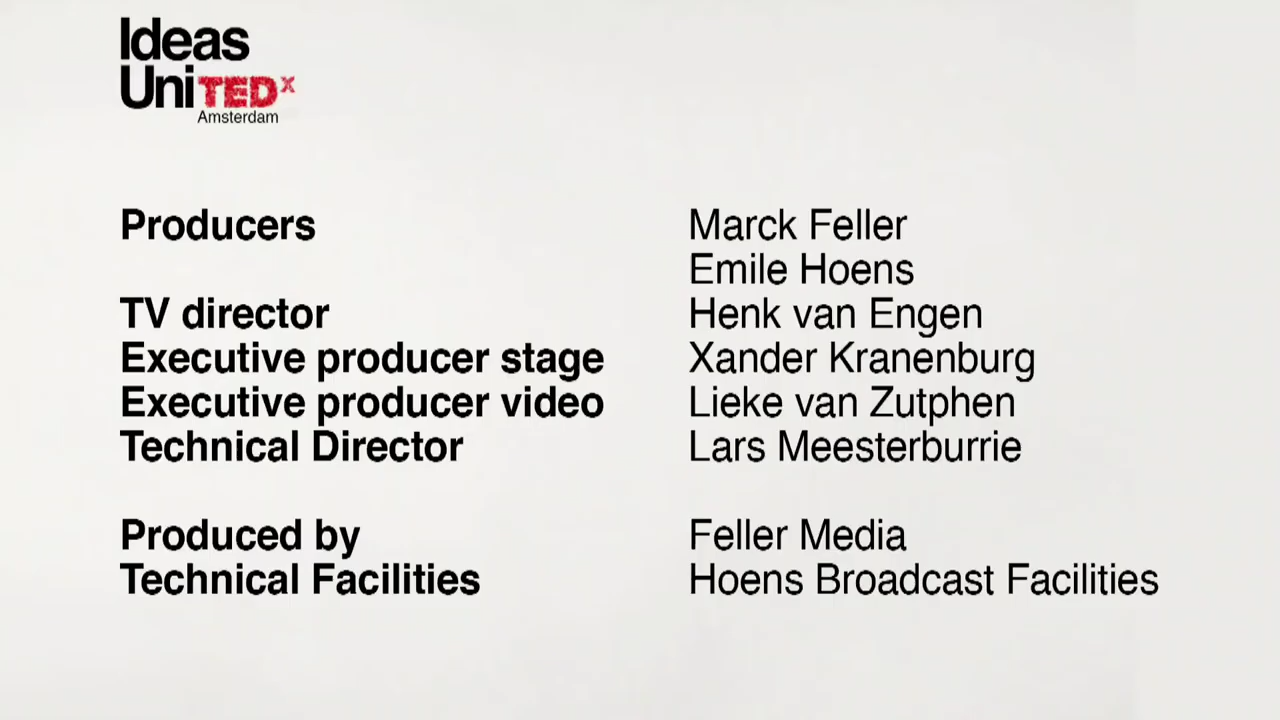 Ideas
UniTEDx
Amsterdam
Producers Marck Feller
Emile Hoens
TV director Henk van Engen
Executive producer stage Xander Kranenburg
Executive producer video Lieke van Zutphen
Technical Director Lars Meesterburrie
Produced by Feller Media
Technical Facilities Hoens Broadcast Facilities